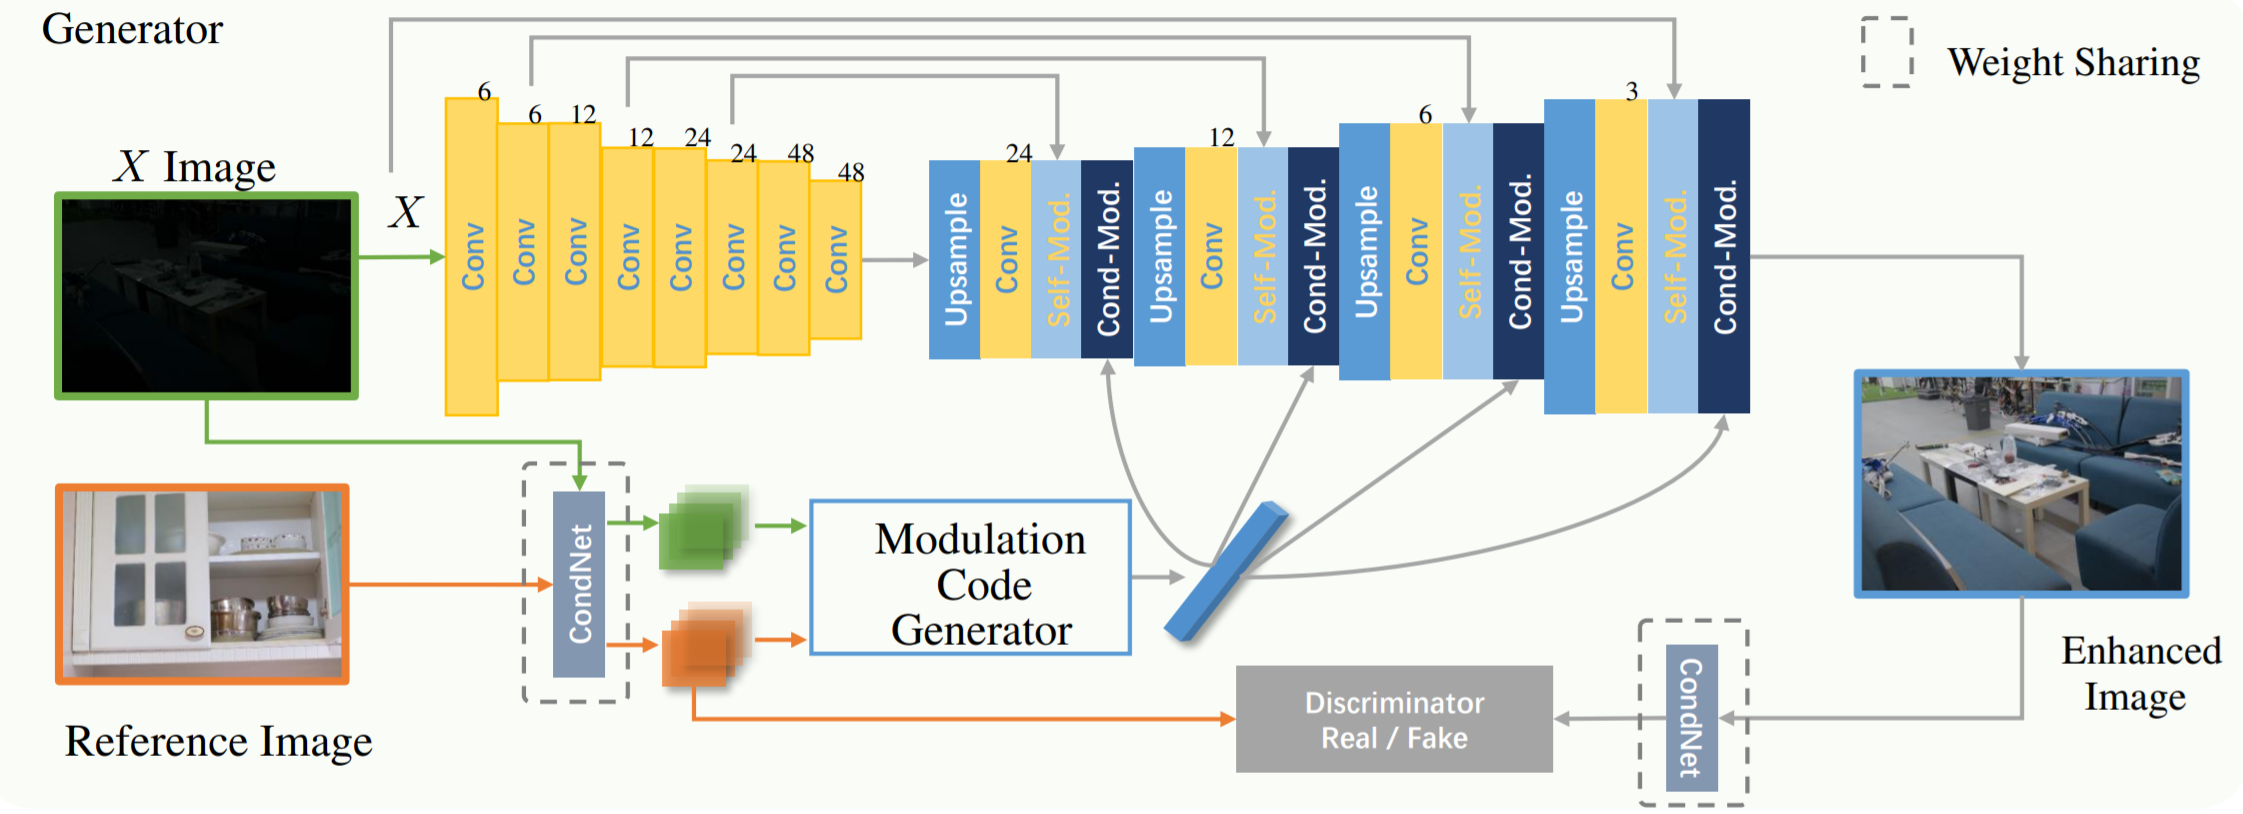 Generator
Weight Sharing
X Image
X
6
6
12
12
24
24
48
48
Conv
Conv
Conv
Conv
Conv
Conv
Conv
Conv
24
12
6
3
Upsample
Conv
Self-Mod.
Cond-Mod.
Upsample
Conv
Self-Mod.
Cond-Mod.
Upsample
Conv
Self-Mod.
Cond-Mod.
Upsample
Conv
Self-Mod.
Cond-Mod.
CondNet
Modulation
Code
Generator
Reference Image
Discriminator
Real / Fake
CondNet
Enhanced
Image